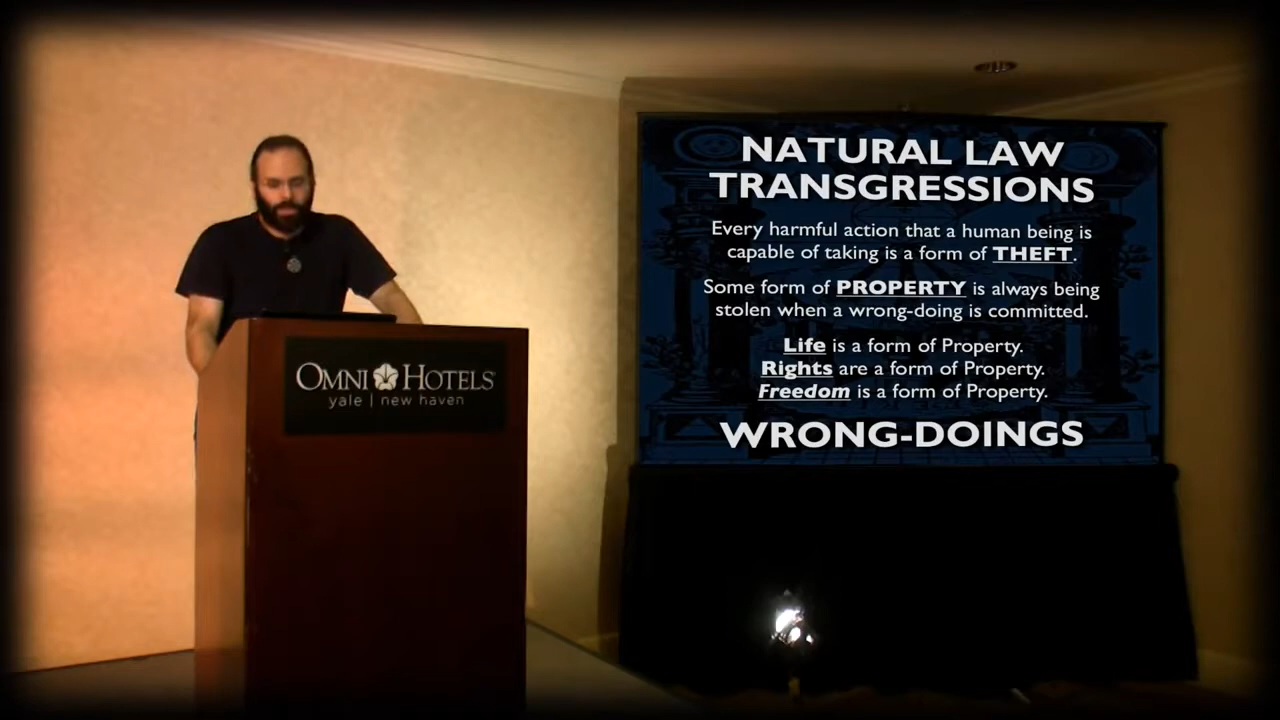 NATURAL LAW
TRANSGRESSIONS
Every harmful action that a human being is
capable of taking is a form of THEFT.
Some form of PROPERTY is always being
stolen when a wrong-doing is committed.
Life is a form of Property.
Rights are a form of Property.
Freedom is a form of Property.
WRONG-DOINGS
OMNI HOTELS
yale | new haven